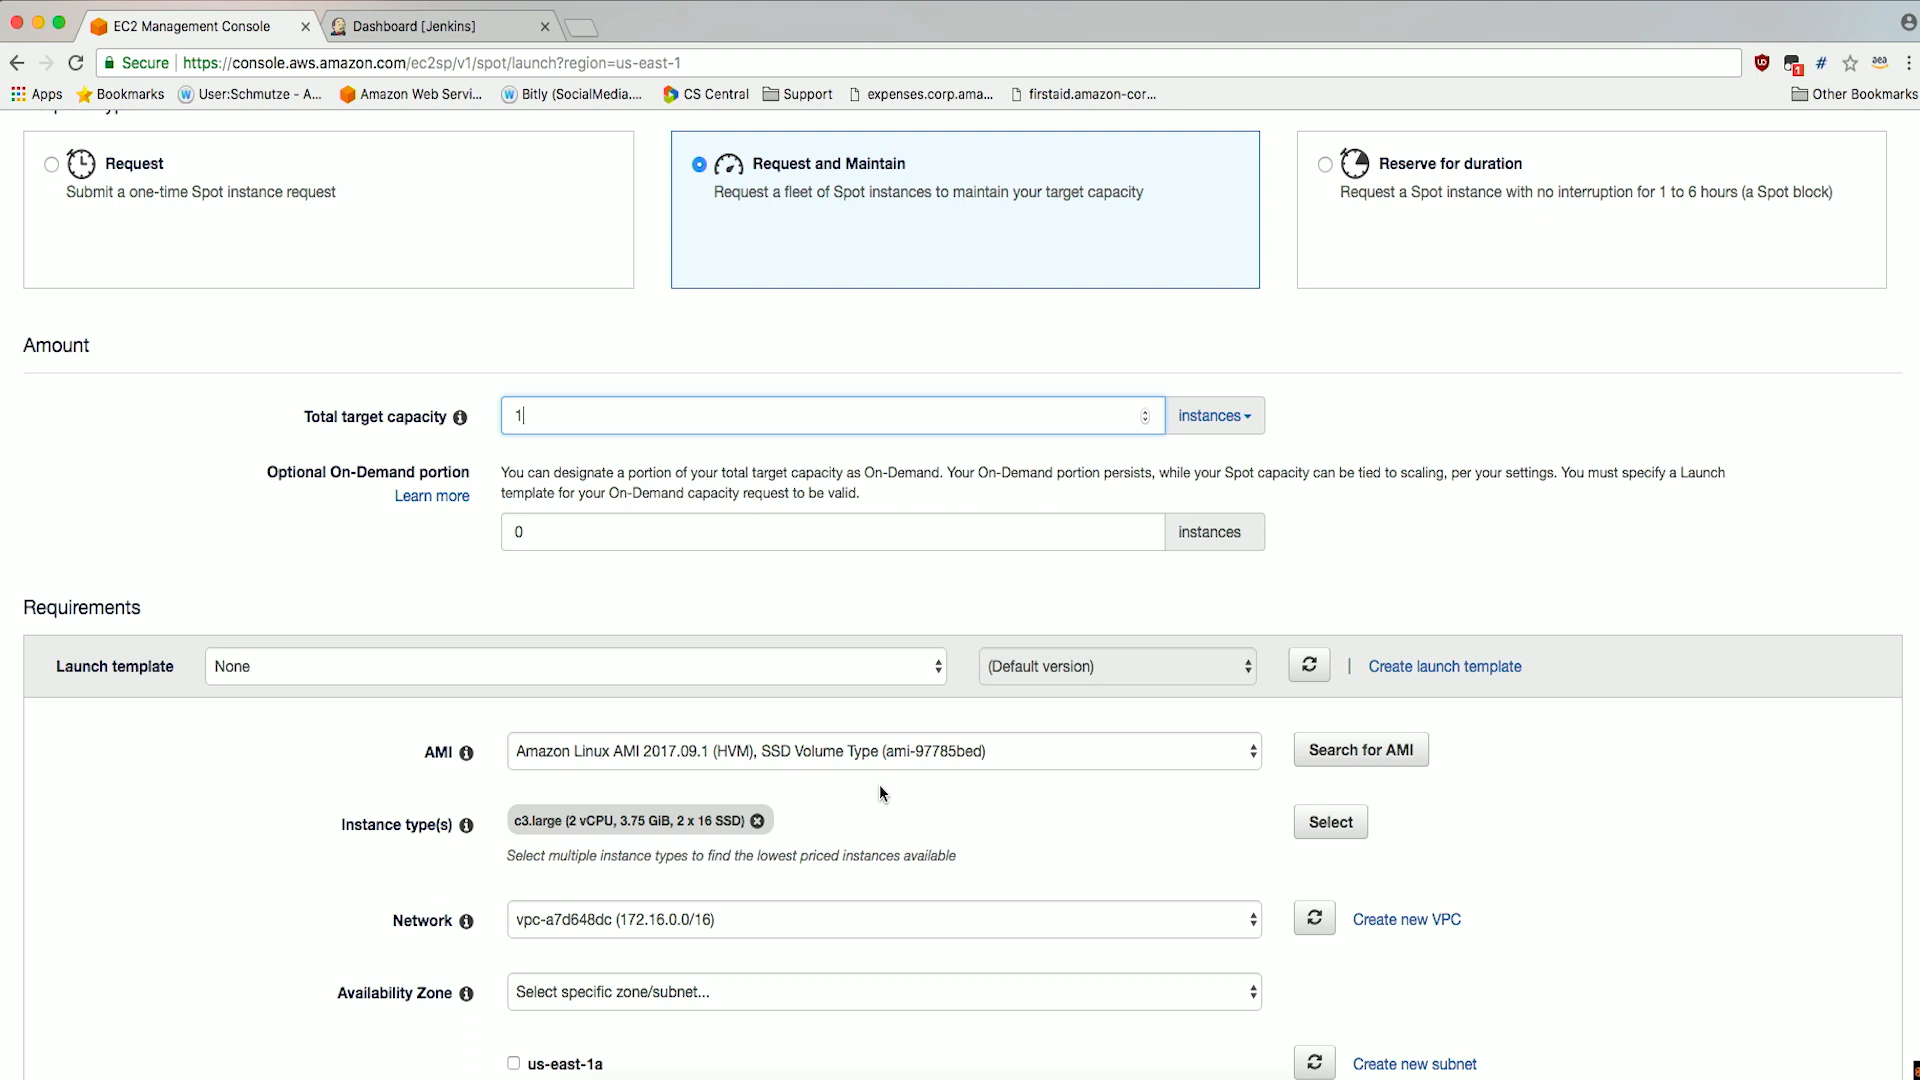 EC2 Management Console
Dashboard [Jenkins]
Secure https://console.aws.amazon.com/ec2sp/v1/spot/launch?region=us-east-1
1 # aea
Apps Bookmarks User:Schmutze - A... Amazon Web Servi... Bitly (SocialMedia.... CS Central Support expenses.corp.ama... firstaid.amazon-cor... Other Bookmarks
Request
Submit a one-time Spot instance request
Request and Maintain
Request a fleet of Spot instances to maintain your target capacity
Reserve for duration
Request a Spot instance with no interruption for 1 to 6 hours (a Spot block)
Amount
Total target capacity 1 instances
Optional On-Demand portion
Learn more
You can designate a portion of your total target capacity as On-Demand. Your On-Demand portion persists, while your Spot capacity can be tied to scaling, per your settings. You must specify a Launch
template for your On-Demand capacity request to be valid.
0 instances
Requirements
Launch template None (Default version) | Create launch template
AMI Amazon Linux AMI 2017.09.1 (HVM), SSD Volume Type (ami-97785bed) Search for AMI
Instance type(s) c3.large (2 vCPU, 3.75 GiB, 2 x 16 SSD) Select
Select multiple instance types to find the lowest priced instances available
Network vpc-a7d648dc (172.16.0.0/16) Create new VPC
Availability Zone Select specific zone/subnet...
us-east-1a Create new subnet